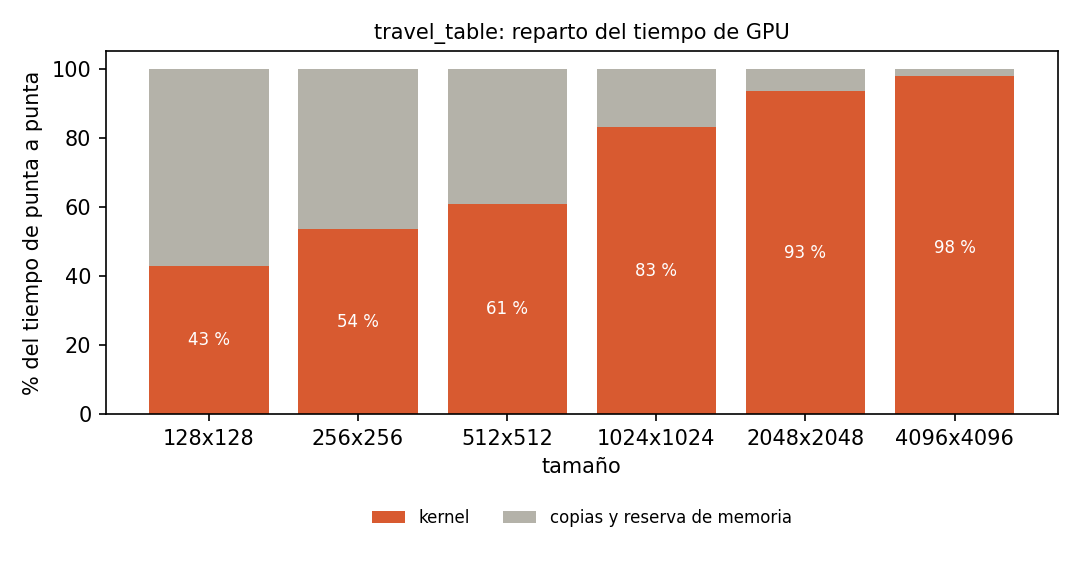 travel_table: reparto del tiempo de GPU
% del tiempo de punta a punta
100
80
60
40
20
0
43 %
54 %
61 %
83 %
93 %
98 %
128x128
256x256
512x512
1024x1024
2048x2048
4096x4096
tamaño
kernel
copias y reserva de memoria